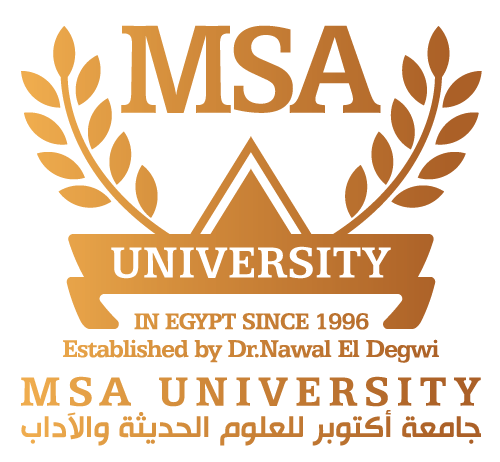 MSA
UNIVERSITY
IN EGYPT SINCE 1996
Established by Dr.Nawal El Degwi
MSA UNIVERSITY
جامعة أكتوبر للعلوم الحديثة والآداب